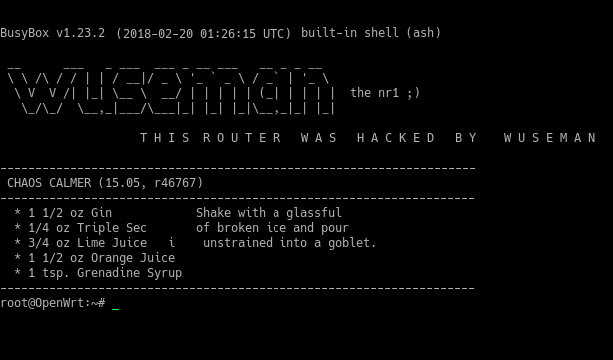 BusyBox v1.23.2 (2018-02-20 01:26:15 UTC) built-in shell (ash)
wuseman
the nr1 ;)
THIS ROUTER WAS HACKED BY WUSEMAN
-----------------------------------------------------
CHAOS CALMER (15.05, r46767)
-----------------------------------------------------
* 1 1/2 oz Gin Shake with a glassful
* 1/4 oz Triple Sec of broken ice and pour
* 3/4 oz Lime Juice i unstrained into a goblet.
* 1 1/2 oz Orange Juice
* 1 tsp. Grenadine Syrup
-----------------------------------------------------
root@OpenWrt:~# _